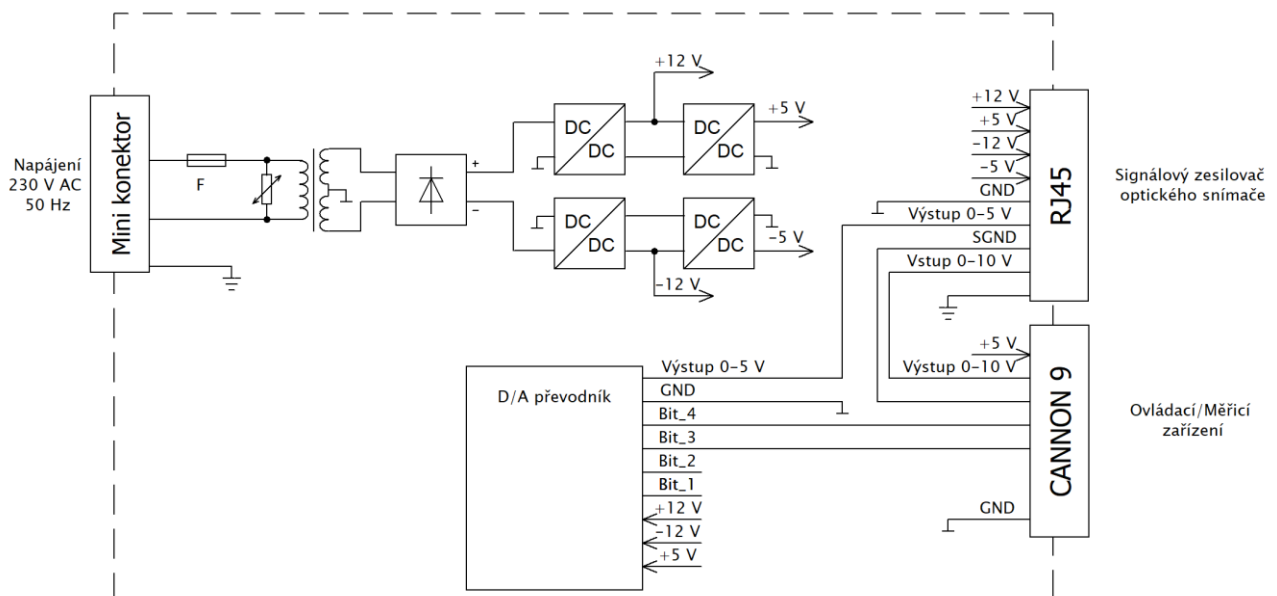 Napájení
230 V AC
50 Hz
Mini konektor
F
+
−
DC
DC
+12 V
DC
DC
+5 V
DC
DC
−12 V
DC
DC
−5 V
+12 V
+5 V
−12 V
−5 V
GND
Výstup 0−5 V
SGND
Vstup 0−10 V
RJ45
Signálový zesilovač
optického snímače
+5 V
Výstup 0−10 V
GND
CANNON 9
Ovládací/Měřicí
zařízení
D/A převodník
Výstup 0−5 V
GND
Bit_4
Bit_3
Bit_2
Bit_1
+12 V
−12 V
+5 V